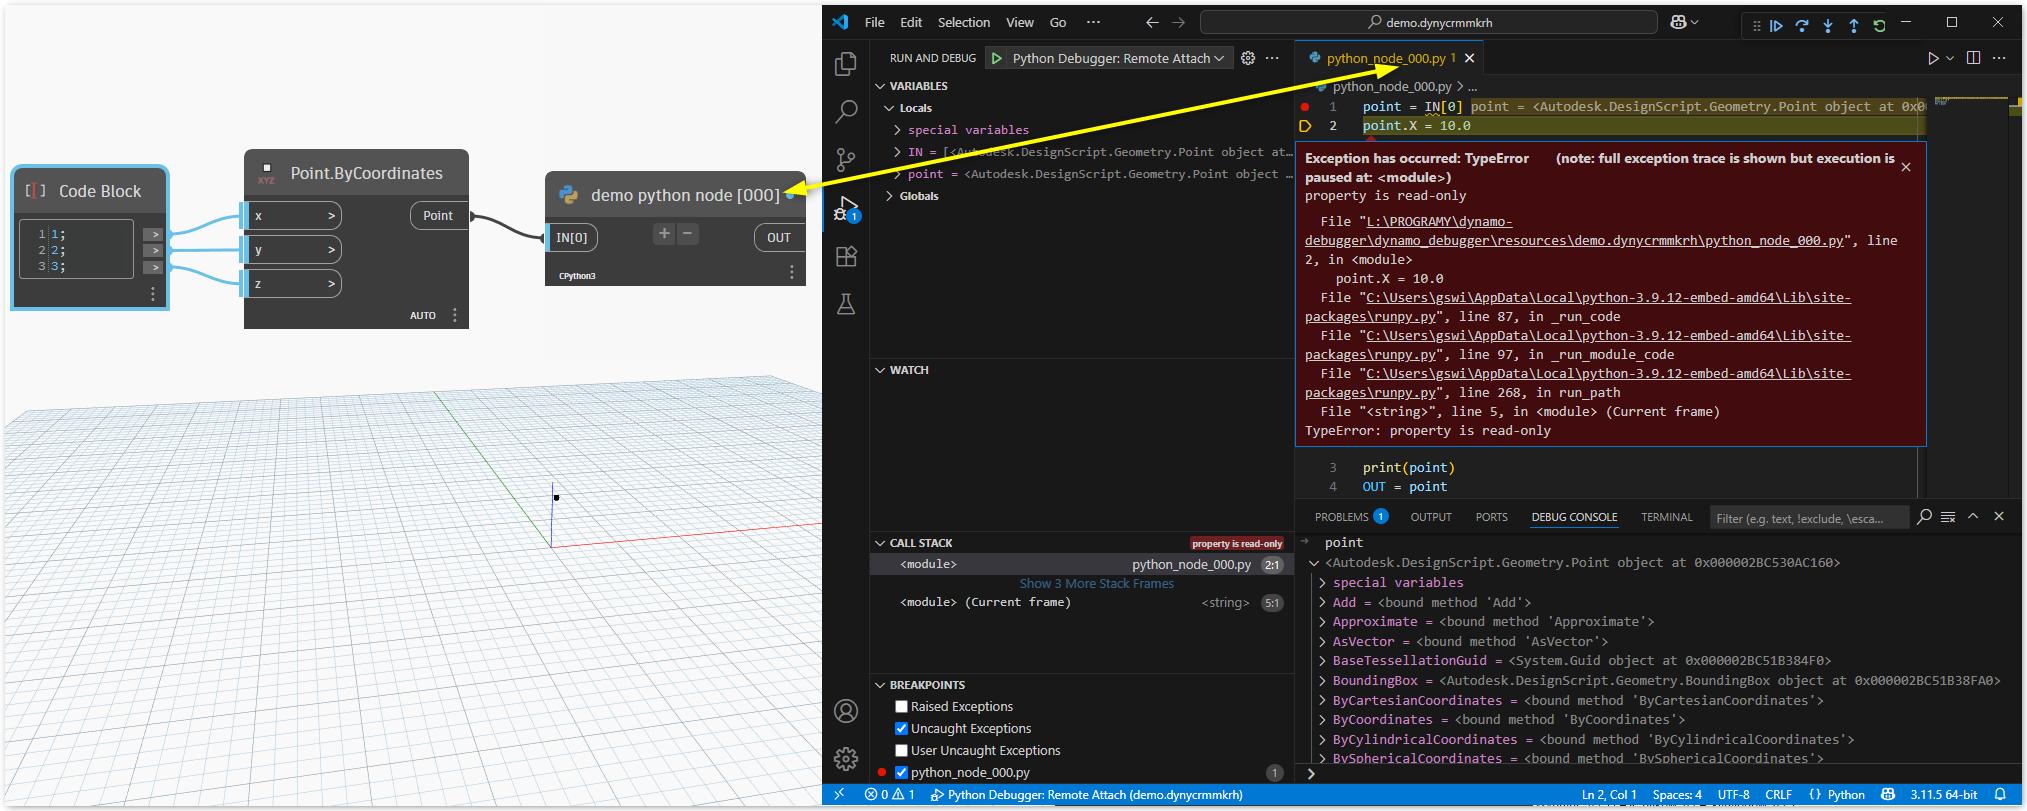 Code Block
1 1;
2 2;
3 3;
>
>
>
XYZ
Point.ByCoordinates
x >
y >
z >
Point
AUTO
demo python node [000]
IN[0]
+ −
OUT
CPython3
File Edit Selection View Go ···
demo.dynycrmmkrh
RUN AND DEBUG
Python Debugger: Remote Attach
VARIABLES
Locals
special variables
IN = [<Autodesk.DesignScript.Geometry.Point object at…
point = <Autodesk.DesignScript.Geometry.Point object …
Globals
WATCH
CALL STACK
property is read-only
<module> python_node_000.py 2:1
Show 3 More Stack Frames
<module> (Current frame) <string> 5:1
BREAKPOINTS
Raised Exceptions
Uncaught Exceptions
User Uncaught Exceptions
python_node_000.py 1
1
python_node_000.py 1
python_node_000.py > ...
1 point = IN[0] point = <Autodesk.DesignScript.Geometry.Point object at 0x00
2 point.X = 10.0
Exception has occurred: TypeError (note: full exception trace is shown but execution is
paused at: <module>)
property is read-only
File "L:\PROGRAMY\dynamo-
debugger\dynamo_debugger\resources\demo.dynycrmmkrh\python_node_000.py", line
2, in <module>
point.X = 10.0
File "C:\Users\gswi\AppData\Local\python-3.9.12-embed-amd64\Lib\site-
packages\runpy.py", line 87, in _run_code
File "C:\Users\gswi\AppData\Local\python-3.9.12-embed-amd64\Lib\site-
packages\runpy.py", line 97, in _run_module_code
File "C:\Users\gswi\AppData\Local\python-3.9.12-embed-amd64\Lib\site-
packages\runpy.py", line 268, in run_path
File "<string>", line 5, in <module> (Current frame)
TypeError: property is read-only
3 print(point)
4 OUT = point
PROBLEMS 1 OUTPUT PORTS DEBUG CONSOLE TERMINAL
Filter (e.g. text, !exclude, \esca...
point
<Autodesk.DesignScript.Geometry.Point object at 0x000002BC530AC160>
special variables
Add = <bound method 'Add'>
Approximate = <bound method 'Approximate'>
AsVector = <bound method 'AsVector'>
BaseTessellationGuid = <System.Guid object at 0x000002BC51B384F0>
BoundingBox = <Autodesk.DesignScript.Geometry.BoundingBox object at 0x000002BC51B38FA0>
ByCartesianCoordinates = <bound method 'ByCartesianCoordinates'>
ByCoordinates = <bound method 'ByCoordinates'>
ByCylindricalCoordinates = <bound method 'ByCylindricalCoordinates'>
BySphericalCoordinates = <bound method 'BySphericalCoordinates'>
0 1 Python Debugger: Remote Attach (demo.dynycrmmkrh)
Ln 2, Col 1 Spaces: 4 UTF-8 CRLF {} Python 3.11.5 64-bit